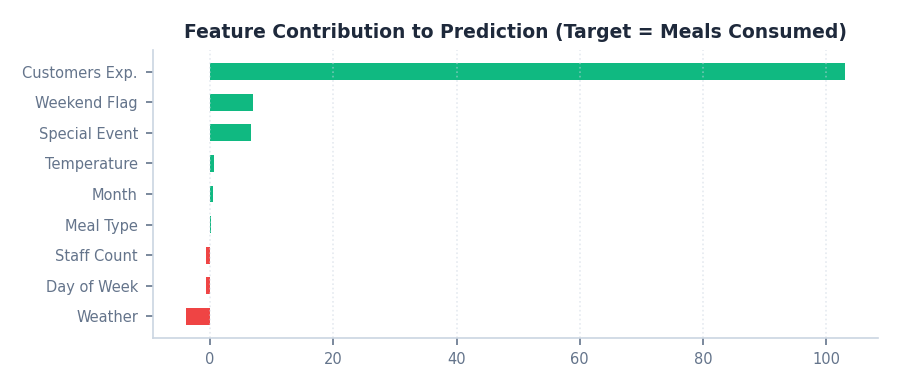 Feature Contribution to Prediction (Target = Meals Consumed)
Customers Exp.
Weekend Flag
Special Event
Temperature
Month
Meal Type
Staff Count
Day of Week
Weather
0 20 40 60 80 100